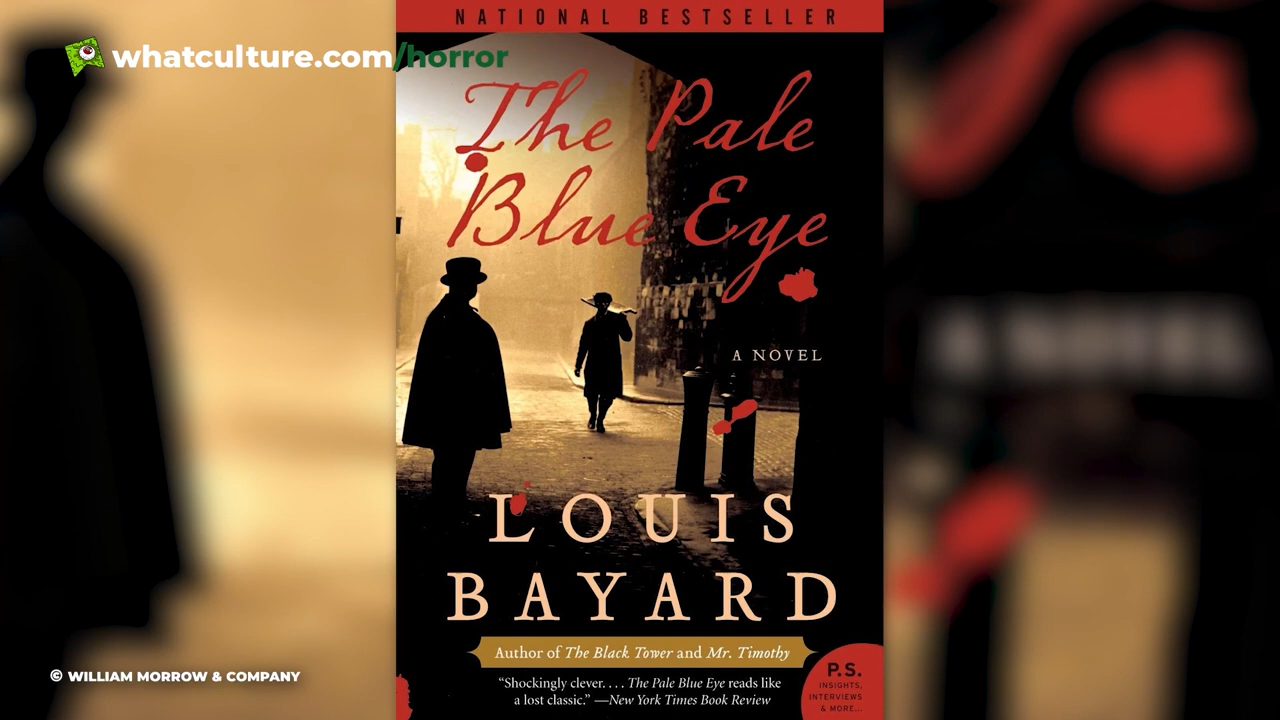 NATIONAL BESTSELLER
whatculture.com/horror
The Pale
Blue Eye
A NOVEL
A NOVEL
LOUIS
BAYARD
Author of The Black Tower and Mr. Timothy
“Shockingly clever. . . . The Pale Blue Eye reads like
a lost classic.” —New York Times Book Review
P.S.
INSIGHTS,
INTERVIEWS
& MORE...
© WILLIAM MORROW & COMPANY